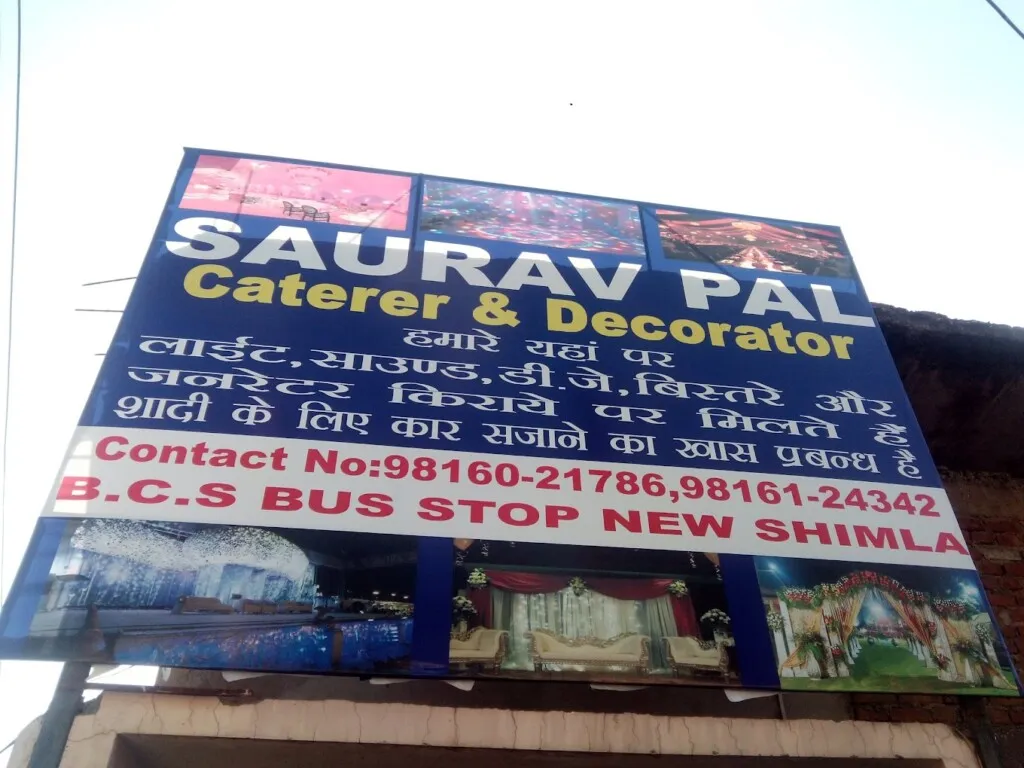 SAURAV PAL
Caterer & Decorator
हमारे यहां पर
लाईट,साउण्ड,डी.जे,बिस्तरे और
जनरेटर किराये पर मिलते हैं
शादी के लिए कार सजाने का खास प्रबन्ध है
Contact No:98160-21786,98161-24342
B.C.S BUS STOP NEW SHIMLA